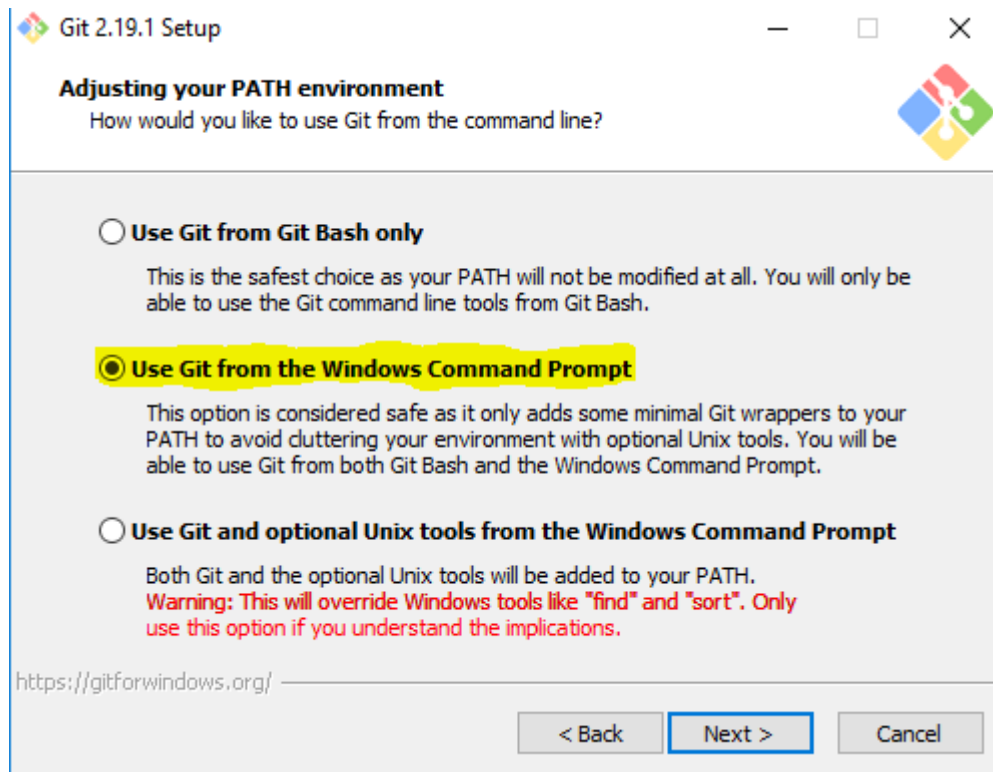 Git 2.19.1 Setup
Adjusting your PATH environment
How would you like to use Git from the command line?
Use Git from Git Bash only
This is the safest choice as your PATH will not be modified at all. You will only be
able to use the Git command line tools from Git Bash.
Use Git from the Windows Command Prompt
This option is considered safe as it only adds some minimal Git wrappers to your
PATH to avoid cluttering your environment with optional Unix tools. You will be
able to use Git from both Git Bash and the Windows Command Prompt.
Use Git and optional Unix tools from the Windows Command Prompt
Both Git and the optional Unix tools will be added to your PATH.
Warning: This will override Windows tools like "find" and "sort". Only
use this option if you understand the implications.
https://gitforwindows.org/
< Back
Next >
Cancel